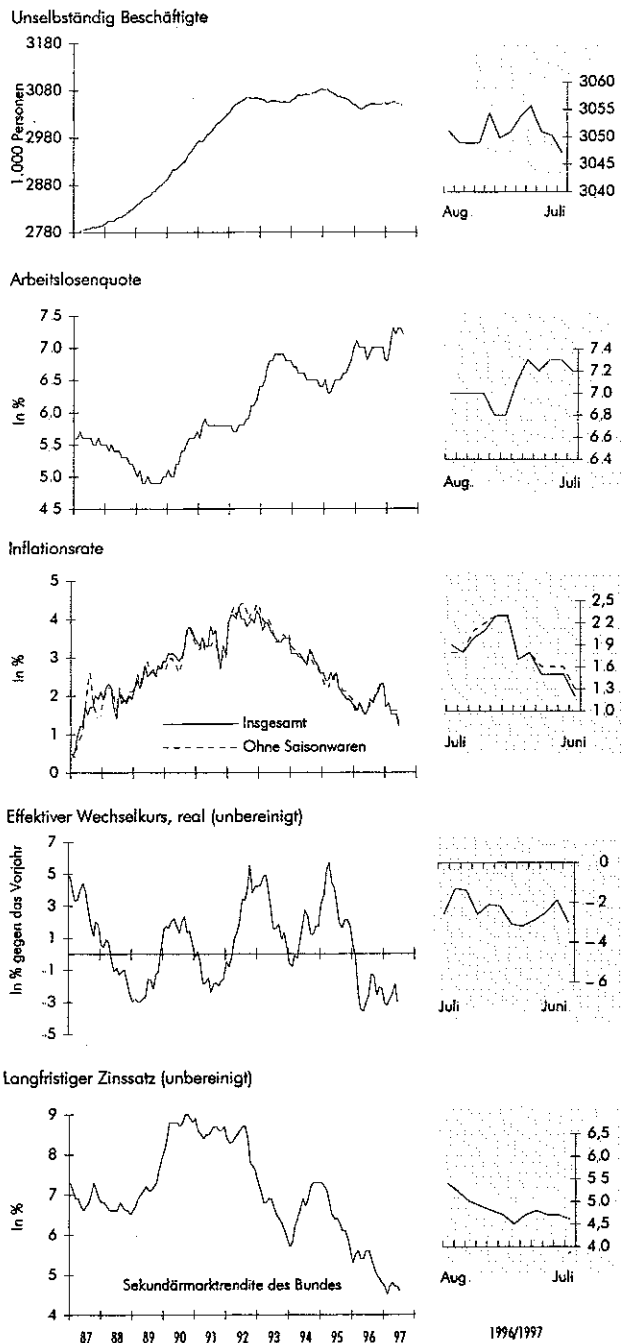 Unselbständig Beschäftigte
1.000 Personen
3180
3080
2980
2880
2780
3060
3055
3050
3045
3040
Aug.
Juli
Arbeitslosenquote
In %
7.5
7.0
6.5
6.0
5.5
5.0
4 5
7.4
7.2
7.0
6.8
6.6
6.4
Aug.
Juli
Inflationsrate
In %
5
4
3
2
1
0
Insgesamt
Ohne Saisonwaren
2,5
2 2
1 9
1.6
1.3
1.0
Juli
Juni
Effektiver Wechselkurs, real (unbereinigt)
In % gegen das Vorjahr
7
5
3
1
-1
-3
-5
0
-2
-4
-6
Juli
Juni
Langfristiger Zinssatz (unbereinigt)
In %
9
8
7
6
5
4
Sekundärmarktrendite des Bundes
87 88 89 90 91 92 93 94 95 96 97
6,5
6,0
5.5
5.0
4,5
4.0
Aug.
Juli
1996/1997